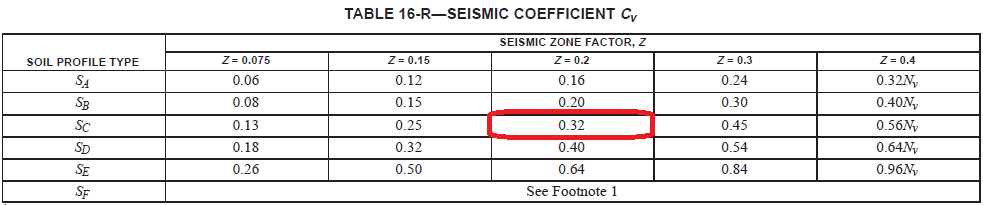 TABLE 16-R—SEISMIC COEFFICIENT Cv
SOIL PROFILE TYPE SEISMIC ZONE FACTOR, Z
Z = 0.075 Z = 0.15 Z = 0.2 Z = 0.3 Z = 0.4
SA 0.06 0.12 0.16 0.24 0.32Nv
SB 0.08 0.15 0.20 0.30 0.40Nv
SC 0.13 0.25 0.32 0.45 0.56Nv
SD 0.18 0.32 0.40 0.54 0.64Nv
SE 0.26 0.50 0.64 0.84 0.96Nv
SF See Footnote 1